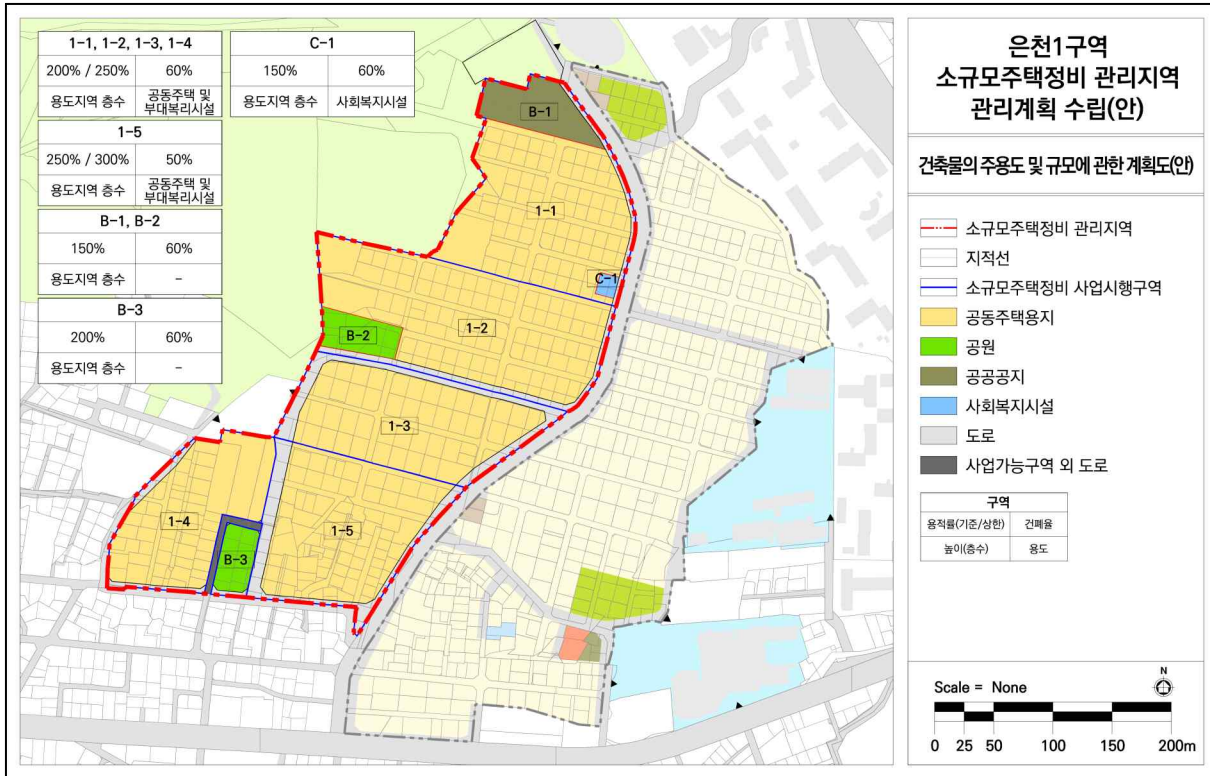 1-1, 1-2, 1-3, 1-4
200% / 250% 60%
용도지역 층수 공동주택 및
부대복리시설
1-5
250% / 300% 50%
용도지역 층수 공동주택 및
부대복리시설
B-1, B-2
150% 60%
용도지역 층수 -
B-3
200% 60%
용도지역 층수 -
C-1
150% 60%
용도지역 층수 사회복지시설
B-1
1-1
C-1
1-2
B-2
1-3
1-4
1-5
B-3
은천1구역
소규모주택정비 관리지역
관리계획 수립(안)
건축물의 주용도 및 규모에 관한 계획도(안)
소규모주택정비 관리지역
지적선
소규모주택정비 사업시행구역
공동주택용지
공원
공공공지
사회복지시설
도로
사업가능구역 외 도로
구역
용적률(기준/상한) 건폐율
높이(층수) 용도
Scale = None
N
0 25 50 100 150 200m